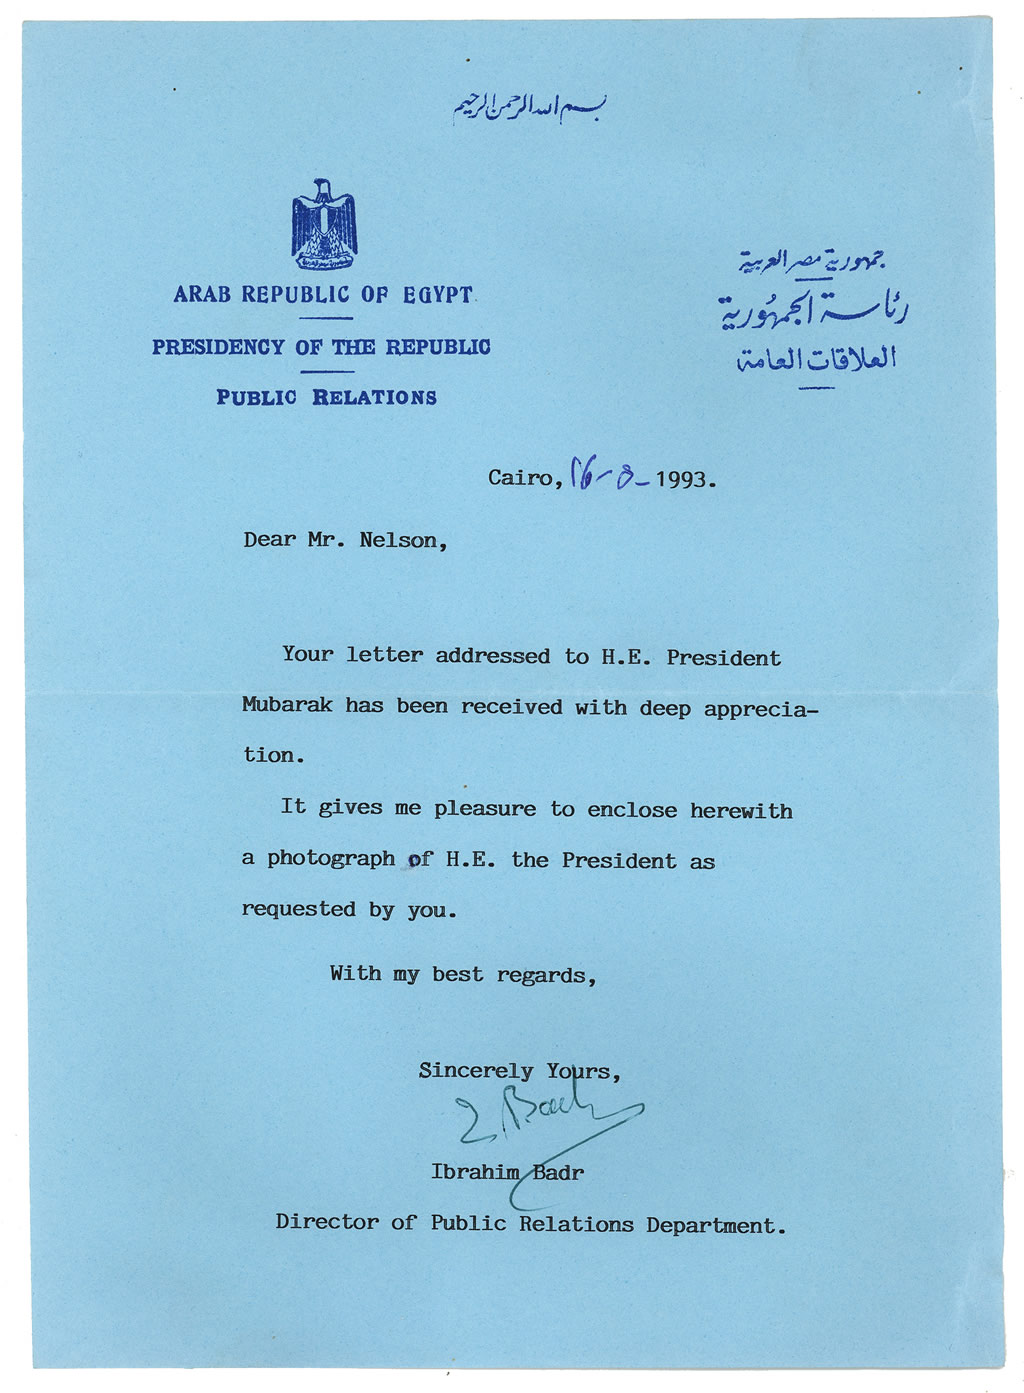 بسم الله الرحمن الرحيم
ARAB REPUBLIC OF EGYPT
PRESIDENCY OF THE REPUBLIC
PUBLIC RELATIONS
جمهورية مصر العربية
رئاسة الجمهورية
العلاقات العامة
Cairo, 1993.
Dear Mr. Nelson,
Your letter addressed to H.E. President
Mubarak has been received with deep apprecia-
tion.
It gives me pleasure to enclose herewith
a photograph of H.E. the President as
requested by you.
With my best regards,
Sincerely Yours,
I. Badr
Ibrahim Badr
Director of Public Relations Department.